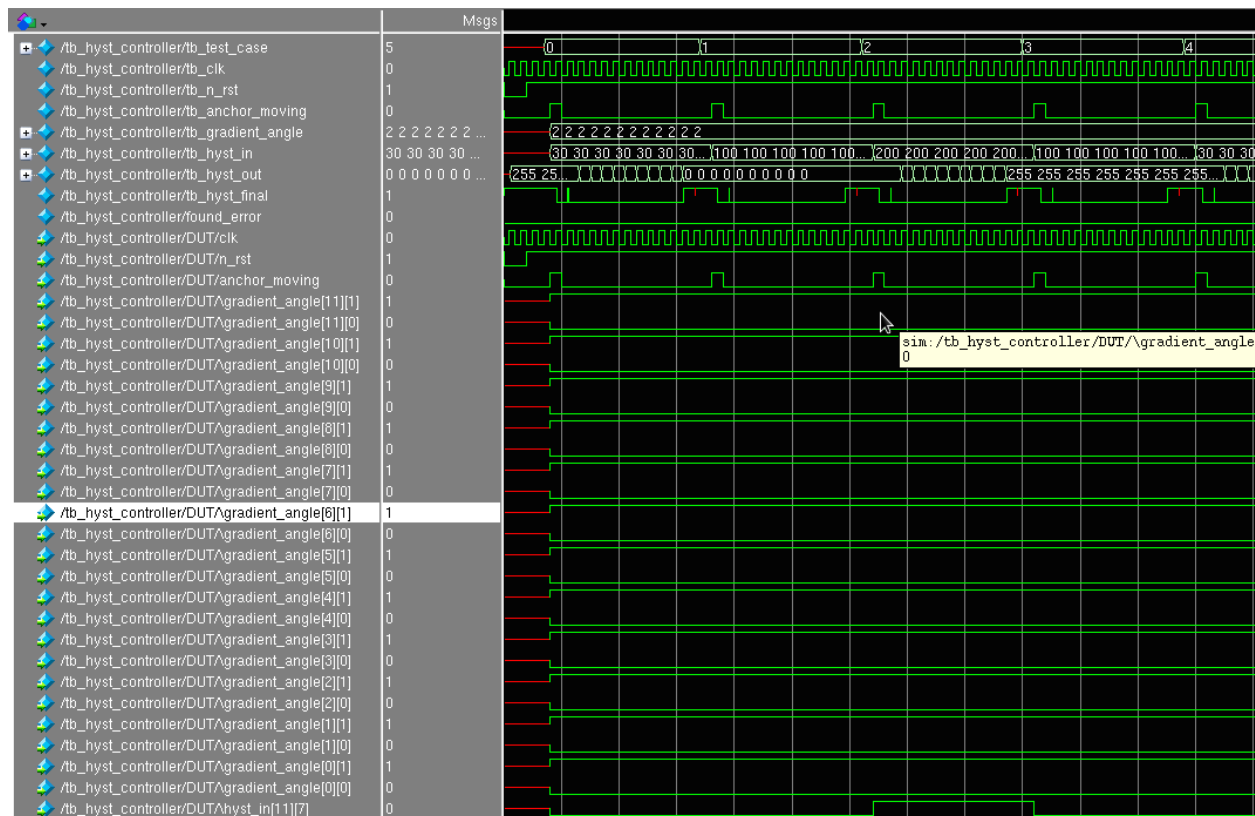 Msgs
/tb_hyst_controller/tb_test_case 5 0 1 2 3 4
/tb_hyst_controller/tb_clk 0
/tb_hyst_controller/tb_n_rst 1
/tb_hyst_controller/tb_anchor_moving 0
/tb_hyst_controller/tb_gradient_angle 2 2 2 2 2 2 2 ... 2 2 2 2 2 2 2 2 2 2 2 2
/tb_hyst_controller/tb_hyst_in 30 30 30 30 ... 30 30 30 30 30 30 30... 100 100 100 100 100 100... 200 200 200 200 200 200... 100 100 100 100 100 100... 30 30 30 30
/tb_hyst_controller/tb_hyst_out 0 0 0 0 0 0 0 ... 255 25... 0 0 0 0 0 0 0 0 0 0 255 255 255 255 255 255 255...
/tb_hyst_controller/tb_hyst_final 1
/tb_hyst_controller/found_error 0
/tb_hyst_controller/DUT/clk 0
/tb_hyst_controller/DUT/n_rst 1
/tb_hyst_controller/DUT/anchor_moving 0
/tb_hyst_controller/DUT/\gradient_angle[11][1] 1
/tb_hyst_controller/DUT/\gradient_angle[11][0] 0
/tb_hyst_controller/DUT/\gradient_angle[10][1] 1
sim:/tb_hyst_controller/DUT/\gradient_angle
/tb_hyst_controller/DUT/\gradient_angle[10][0] 0
0
/tb_hyst_controller/DUT/\gradient_angle[9][1] 1
/tb_hyst_controller/DUT/\gradient_angle[9][0] 0
/tb_hyst_controller/DUT/\gradient_angle[8][1] 1
/tb_hyst_controller/DUT/\gradient_angle[8][0] 0
/tb_hyst_controller/DUT/\gradient_angle[7][1] 1
/tb_hyst_controller/DUT/\gradient_angle[7][0] 0
/tb_hyst_controller/DUT/\gradient_angle[6][1] 1
/tb_hyst_controller/DUT/\gradient_angle[6][0] 0
/tb_hyst_controller/DUT/\gradient_angle[5][1] 1
/tb_hyst_controller/DUT/\gradient_angle[5][0] 0
/tb_hyst_controller/DUT/\gradient_angle[4][1] 1
/tb_hyst_controller/DUT/\gradient_angle[4][0] 0
/tb_hyst_controller/DUT/\gradient_angle[3][1] 1
/tb_hyst_controller/DUT/\gradient_angle[3][0] 0
/tb_hyst_controller/DUT/\gradient_angle[2][1] 1
/tb_hyst_controller/DUT/\gradient_angle[2][0] 0
/tb_hyst_controller/DUT/\gradient_angle[1][1] 1
/tb_hyst_controller/DUT/\gradient_angle[1][0] 0
/tb_hyst_controller/DUT/\gradient_angle[0][1] 1
/tb_hyst_controller/DUT/\gradient_angle[0][0] 0
/tb_hyst_controller/DUT/\hyst_in[11][7] 0